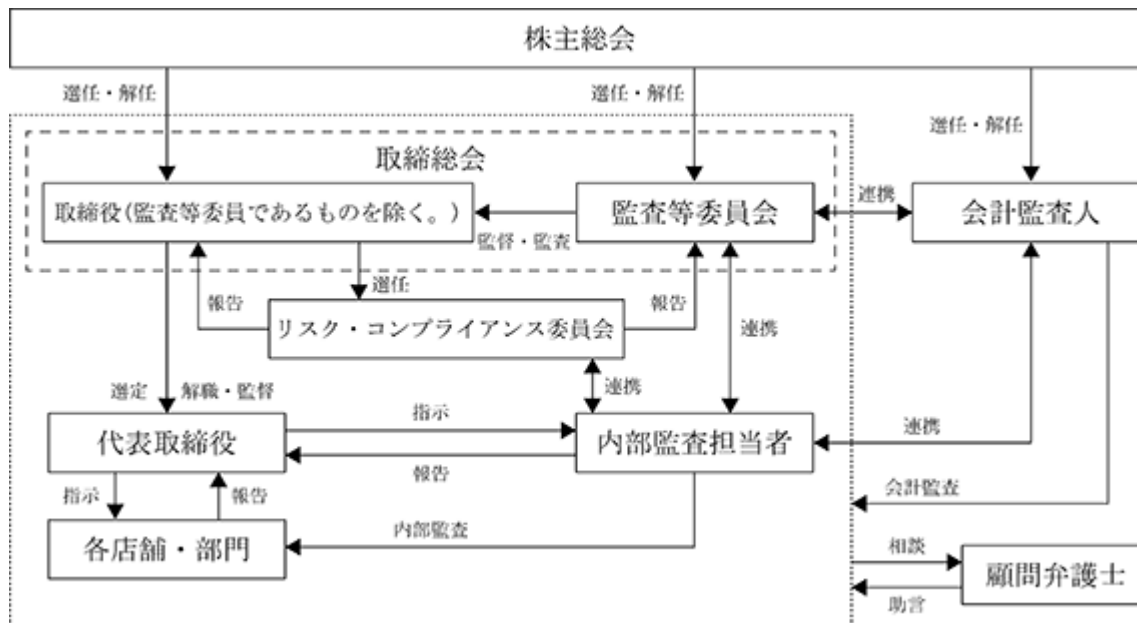 株主総会
選任・解任
選任・解任
選任・解任
取締総会
取締役(監査等委員であるものを除く。)
監査等委員会
連携
会計監査人
監督・監査
選任
報告
報告
リスク・コンプライアンス委員会
連携
連携
選定
解職・監督
指示
代表取締役
内部監査担当者
連携
報告
指示
報告
会計監査
内部監査
各店舗・部門
相談
顧問弁護士
助言